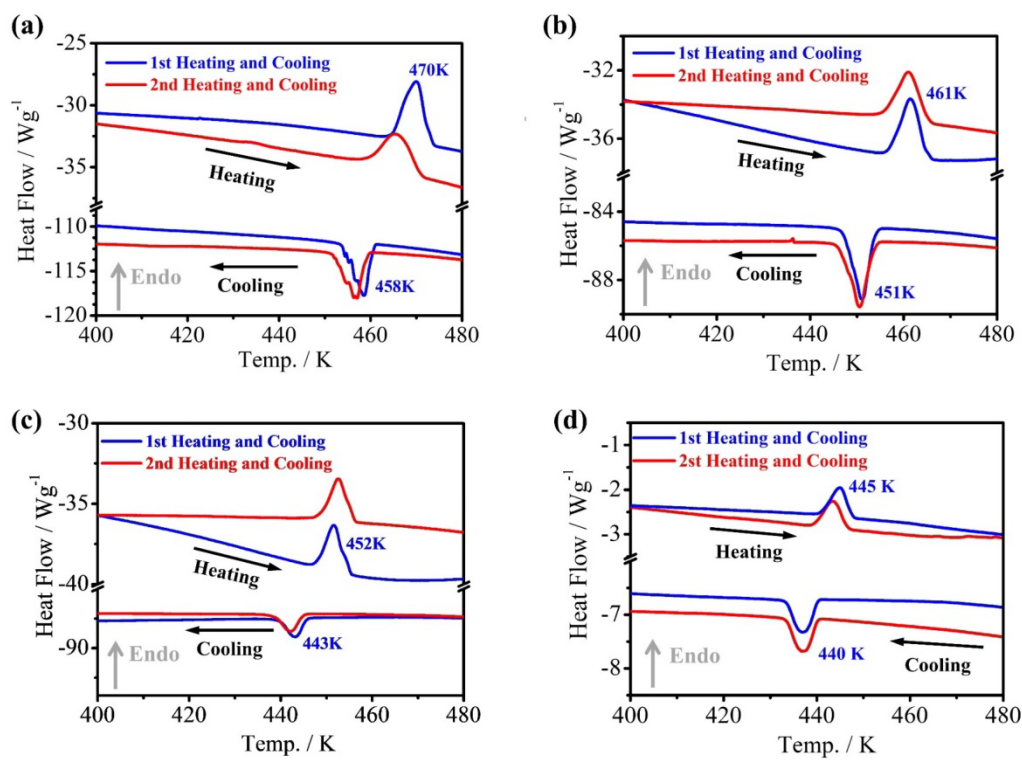 (a)
-25
-30
-35
-110
-115
-120
Heat Flow / Wg⁻¹
1st Heating and Cooling
2nd Heating and Cooling
470K
Heating
Endo
Cooling
458K
400 420 440 460 480
Temp. / K
(b)
-32
-36
-84
-88
Heat Flow / Wg⁻¹
1st Heating and Cooling
2nd Heating and Cooling
461K
Heating
Endo
Cooling
451K
400 420 440 460 480
Temp. / K
(c)
-30
-35
-40
-90
Heat Flow / Wg⁻¹
1st Heating and Cooling
2nd Heating and Cooling
452K
Heating
Cooling
443K
Endo
400 420 440 460 480
Temp. / K
(d)
-1
-2
-3
-7
-8
Heat Flow / Wg⁻¹
1st Heating and Cooling
2st Heating and Cooling
445 K
Heating
Endo
440 K
Cooling
400 420 440 460 480
Temp. / K